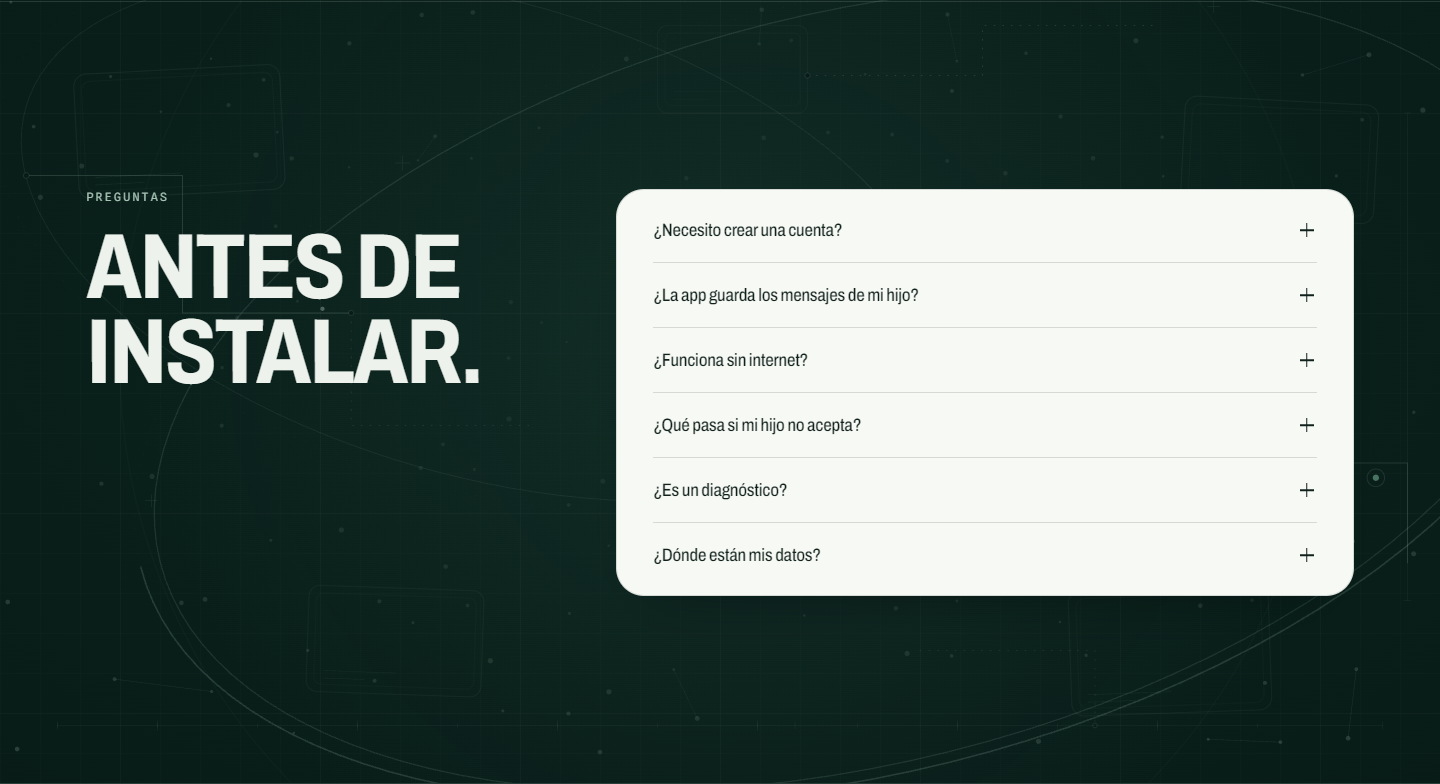 PREGUNTAS
ANTES DE
INSTALAR.
¿Necesito crear una cuenta?
¿La app guarda los mensajes de mi hijo?
¿Funciona sin internet?
¿Qué pasa si mi hijo no acepta?
¿Es un diagnóstico?
¿Dónde están mis datos?